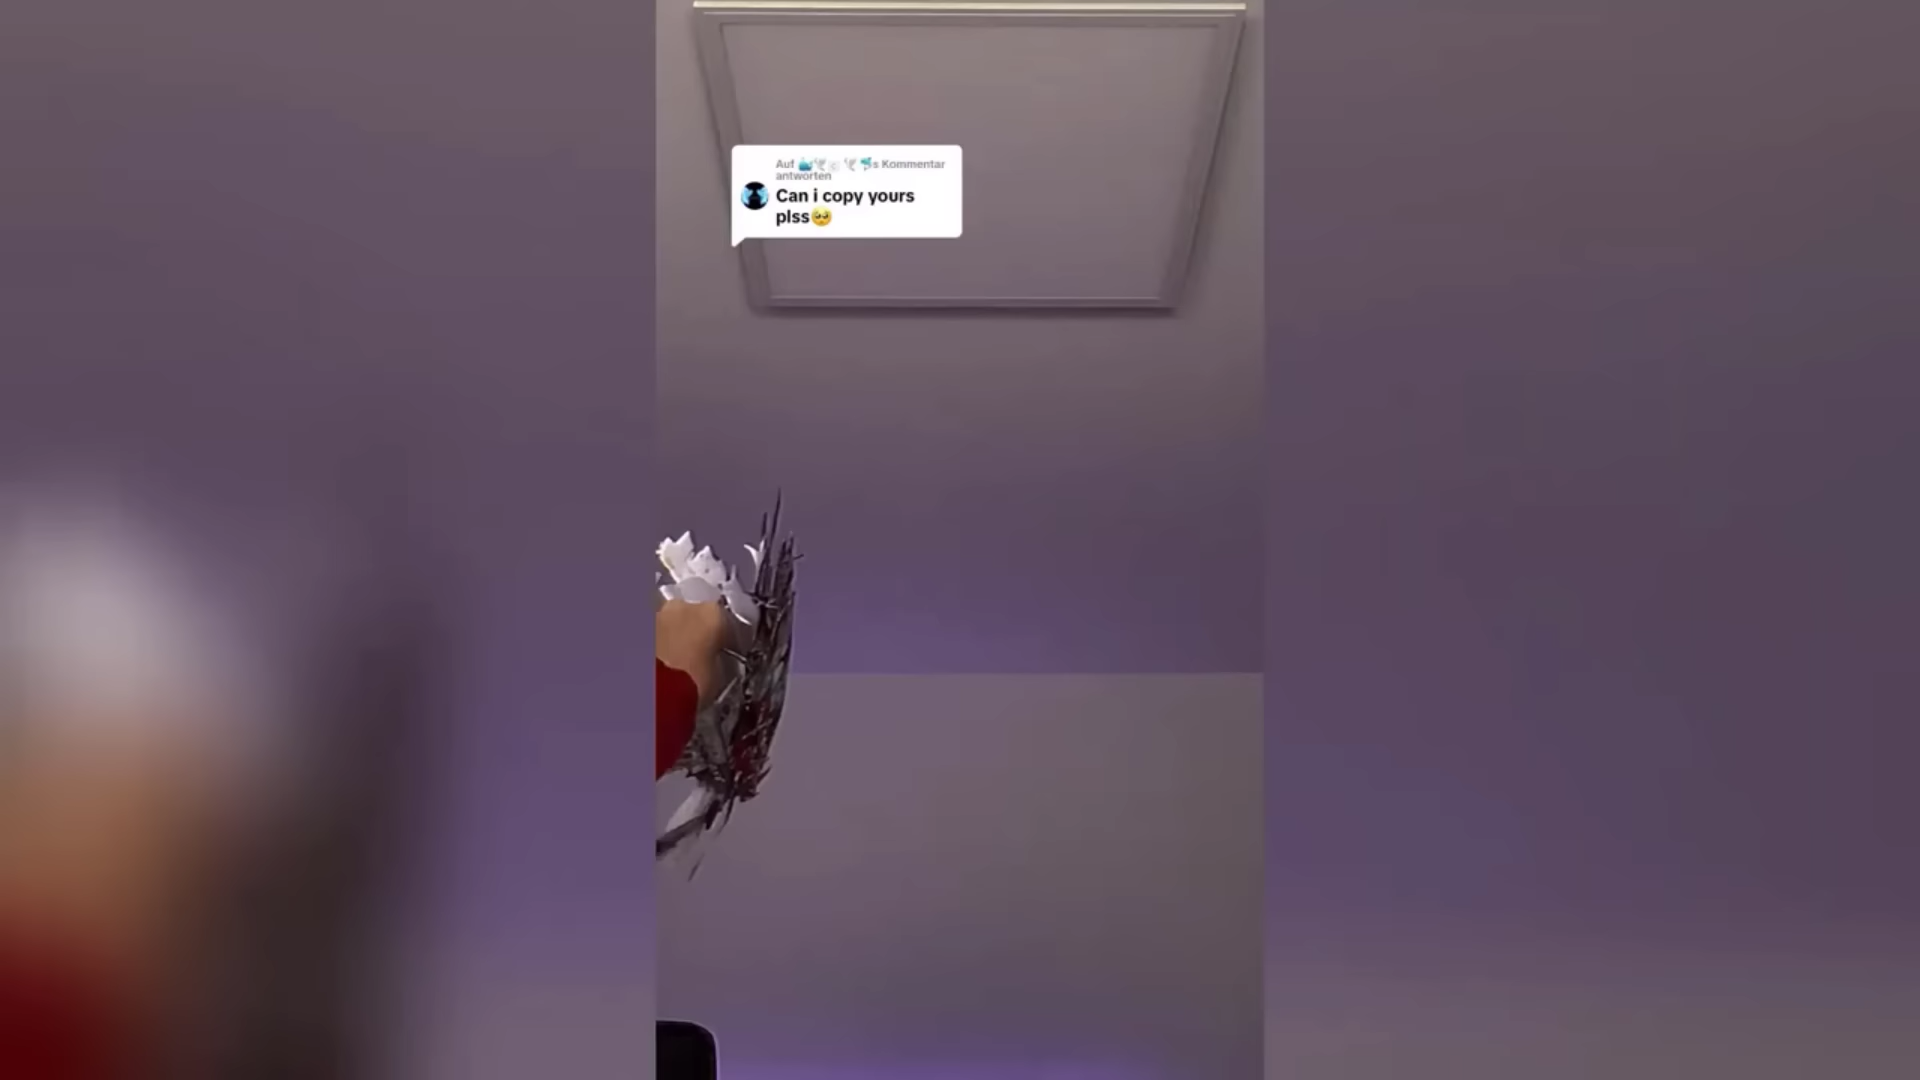 Auf 🐳🕊️🐚🕊️🐬s Kommentar
antworten
Can i copy yours
plss🥺